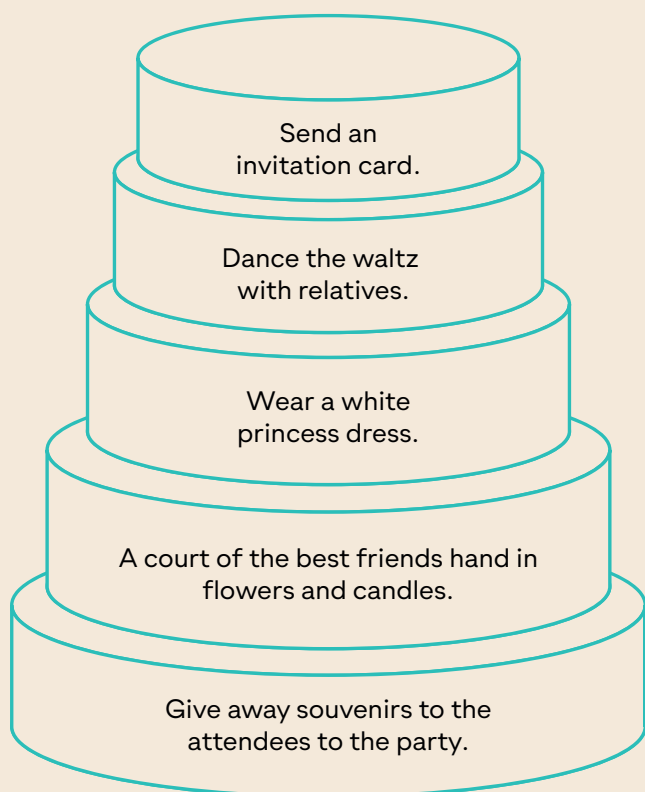 Send an
invitation card.
Dance the waltz
with relatives.
Wear a white
princess dress.
A court of the best friends hand in
flowers and candles.
Give away souvenirs to the
attendees to the party.